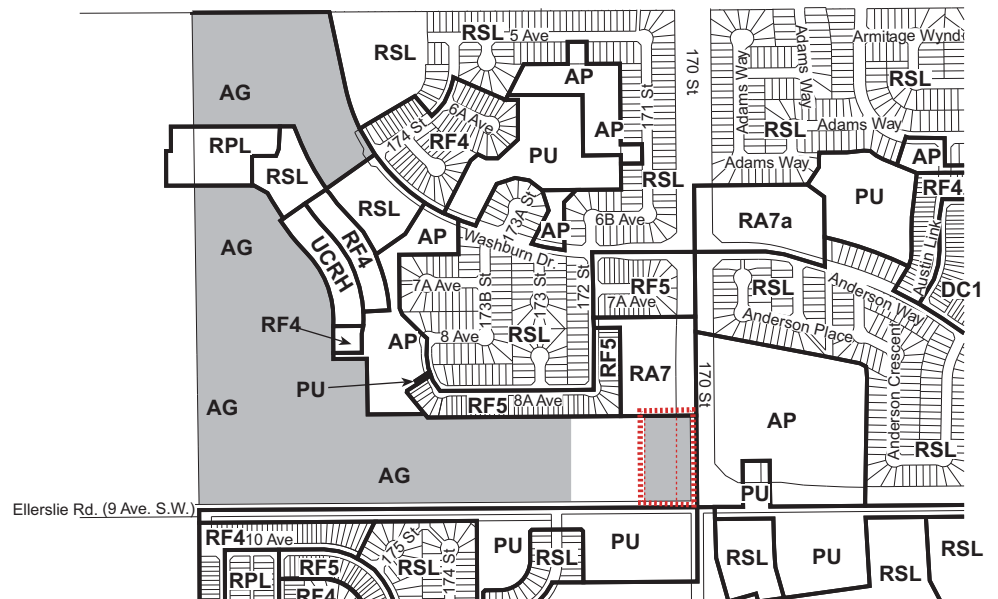 RSL
5 Ave
RSL
AG
AP
170 St
Adams Way
Adams Way
Armitage Wynd
RSL
171 St
6A Ave
174 St
RF4
AP
RSL
Adams Way
RPL
PU
Adams Way
AP
RSL
RSL
RF4
RSL
173A St
6B Ave
RA7a
PU
AP
AP
Washburn Dr.
Austin Link
AG
UCRH
RF4
7A Ave
173B St
173 St
172 St
RF5
7A Ave
RSL
Anderson Way
DC1
RF4
AP
8 Ave
RSL
Anderson Place
RF5
RA7
170 St
Anderson Crescent
PU
AG
RF5
8A Ave
AP
RSL
AG
PU
Ellerslie Rd. (9 Ave. S.W.)
RF4
10 Ave
175 St
PU
RSL
PU
RSL
PU
RSL
RPL
RF5
RSL
174 St
RSL
RF4